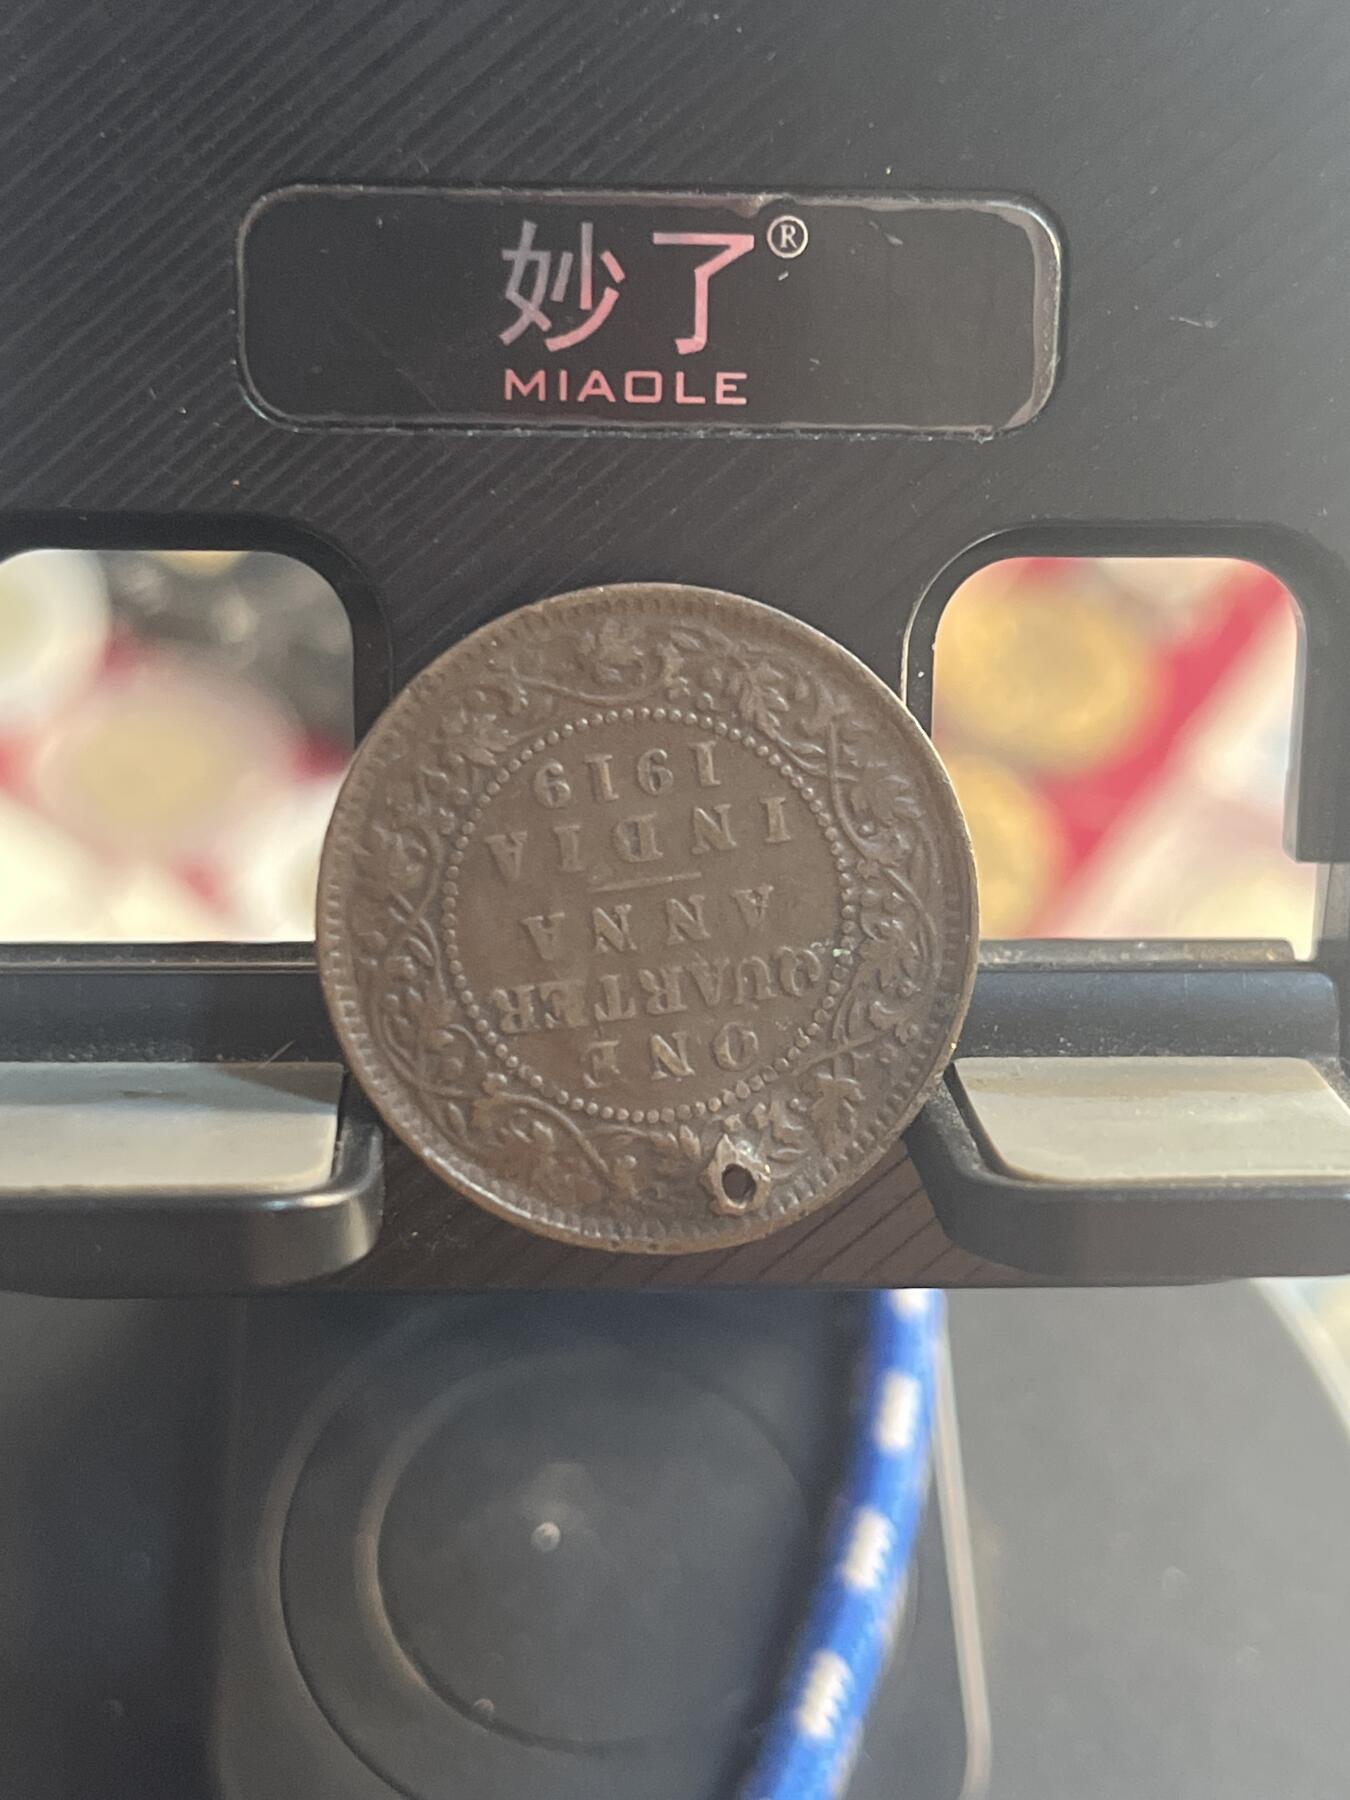 妙了®
MIAOLE
ONE
QUARTER
ANNA
INDIA
1919